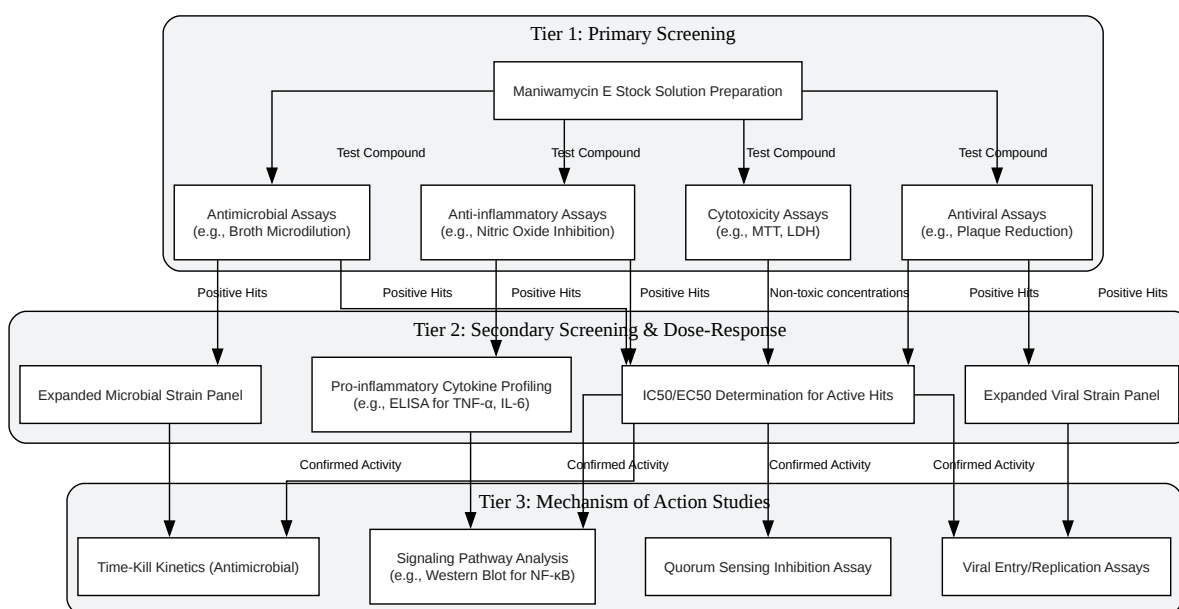 Tier 1: Primary Screening
Maniwamycin E Stock Solution Preparation
Test Compound
Test Compound
Test Compound
Test Compound
Antimicrobial Assays
(e.g., Broth Microdilution)
Anti-inflammatory Assays
(e.g., Nitric Oxide Inhibition)
Cytotoxicity Assays
(e.g., MTT, LDH)
Antiviral Assays
(e.g., Plaque Reduction)
Positive Hits
Positive Hits
Positive Hits
Positive Hits
Non-toxic concentrations
Positive Hits
Positive Hits
Tier 2: Secondary Screening & Dose-Response
Expanded Microbial Strain Panel
Pro-inflammatory Cytokine Profiling
(e.g., ELISA for TNF-α, IL-6)
IC50/EC50 Determination for Active Hits
Expanded Viral Strain Panel
Confirmed Activity
Confirmed Activity
Confirmed Activity
Confirmed Activity
Tier 3: Mechanism of Action Studies
Time-Kill Kinetics (Antimicrobial)
Signaling Pathway Analysis
(e.g., Western Blot for NF-κB)
Quorum Sensing Inhibition Assay
Viral Entry/Replication Assays